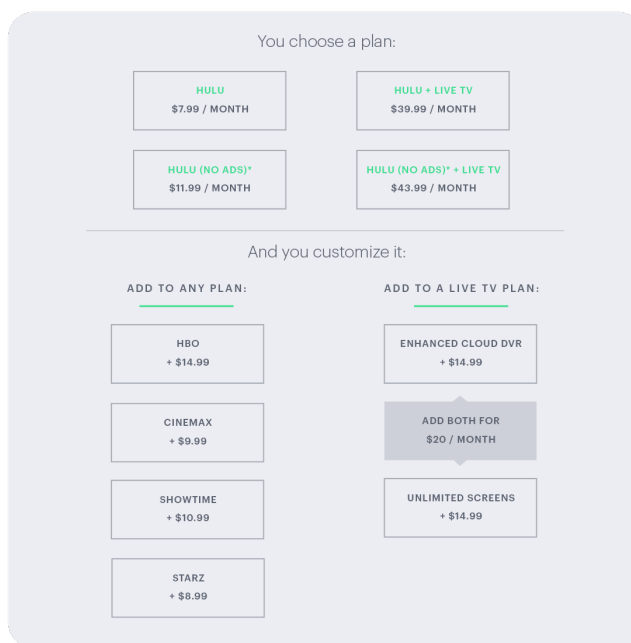 You choose a plan:
HULU
$7.99 / MONTH
HULU + LIVE TV
$39.99 / MONTH
HULU (NO ADS)*
$11.99 / MONTH
HULU (NO ADS)* + LIVE TV
$43.99 / MONTH
And you customize it:
ADD TO ANY PLAN:
HBO
+ $14.99
CINEMAX
+ $9.99
SHOWTIME
+ $10.99
STARZ
+ $8.99
ADD TO A LIVE TV PLAN:
ENHANCED CLOUD DVR
+ $14.99
ADD BOTH FOR
$20 / MONTH
UNLIMITED SCREENS
+ $14.99